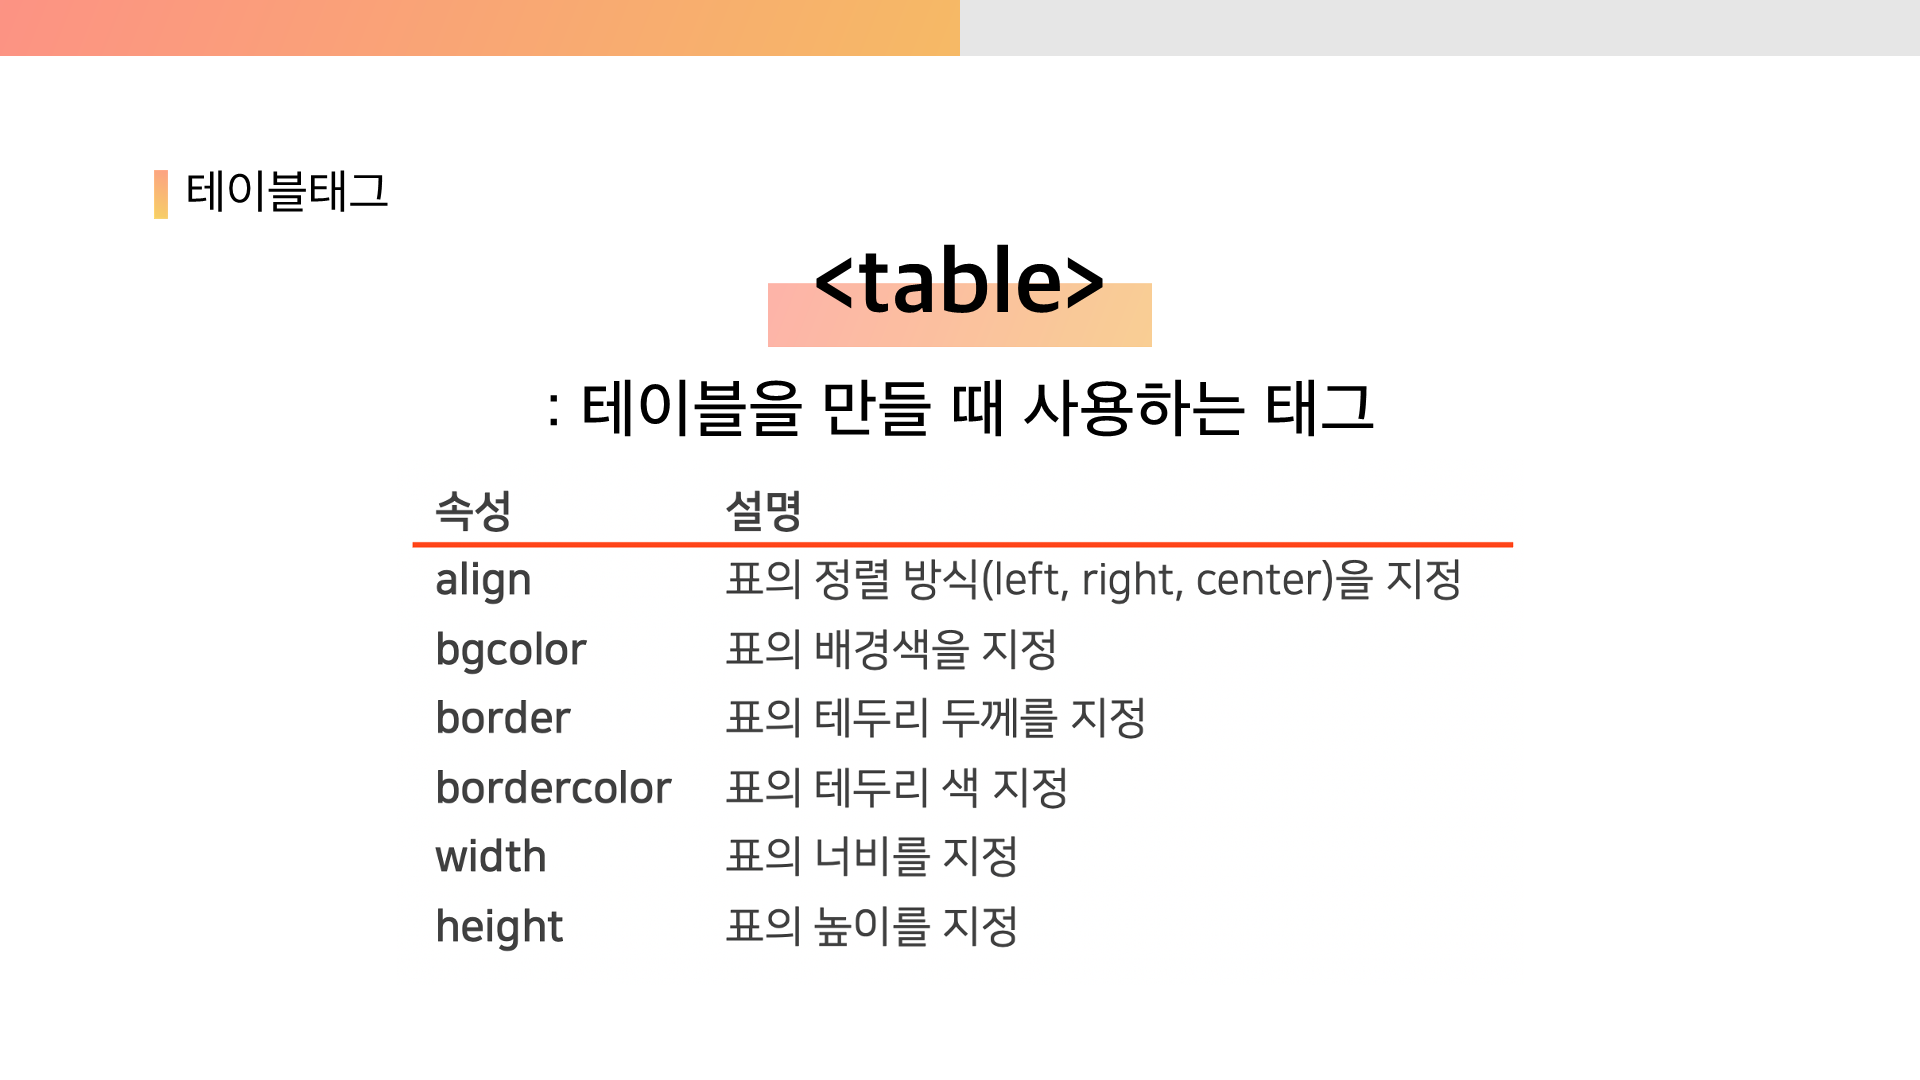 테이블태그
<table>
: 테이블을 만들 때 사용하는 태그
속성 설명
align 표의 정렬 방식(left, right, center)을 지정
bgcolor 표의 배경색을 지정
border 표의 테두리 두께를 지정
bordercolor 표의 테두리 색 지정
width 표의 너비를 지정
height 표의 높이를 지정